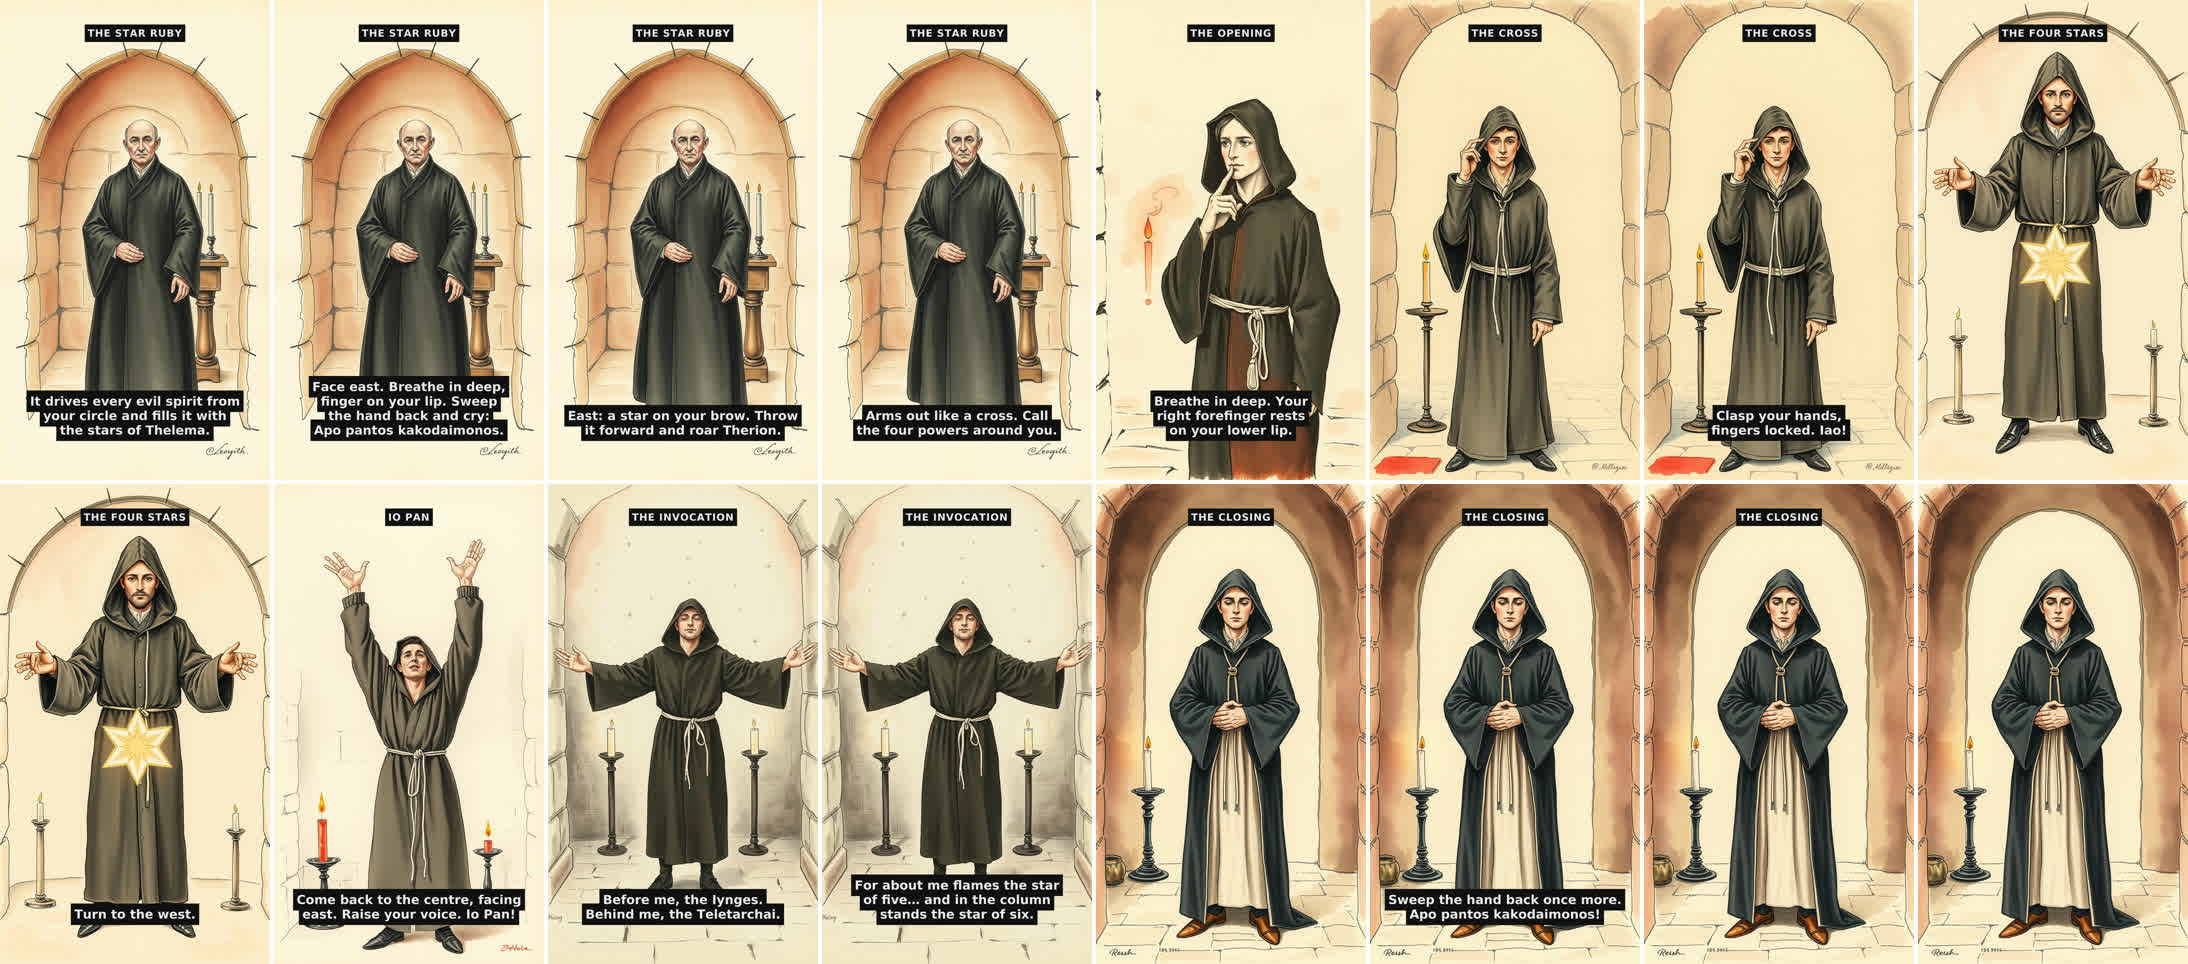 THE STAR RUBY
It drives every evil spirit from
your circle and fills it with
the stars of Thelema.
THE STAR RUBY
Face east. Breathe in deep,
finger on your lip. Sweep
the hand back and cry:
Apo pantos kakodaimonos.
THE STAR RUBY
East: a star on your brow. Throw
it forward and roar Therion.
THE STAR RUBY
Arms out like a cross. Call
the four powers around you.
THE OPENING
Breathe in deep. Your
right forefinger rests
on your lower lip.
THE CROSS
THE CROSS
Clasp your hands,
fingers locked. Iao!
THE FOUR STARS
THE FOUR STARS
Turn to the west.
IO PAN
Come back to the centre, facing
east. Raise your voice. Io Pan!
THE INVOCATION
Before me, the Iynges.
Behind me, the Teletarchai.
THE INVOCATION
For about me flames the star
of five... and in the column
stands the star of six.
THE CLOSING
THE CLOSING
Sweep the hand back once more.
Apo pantos kakodaimonos!
THE CLOSING